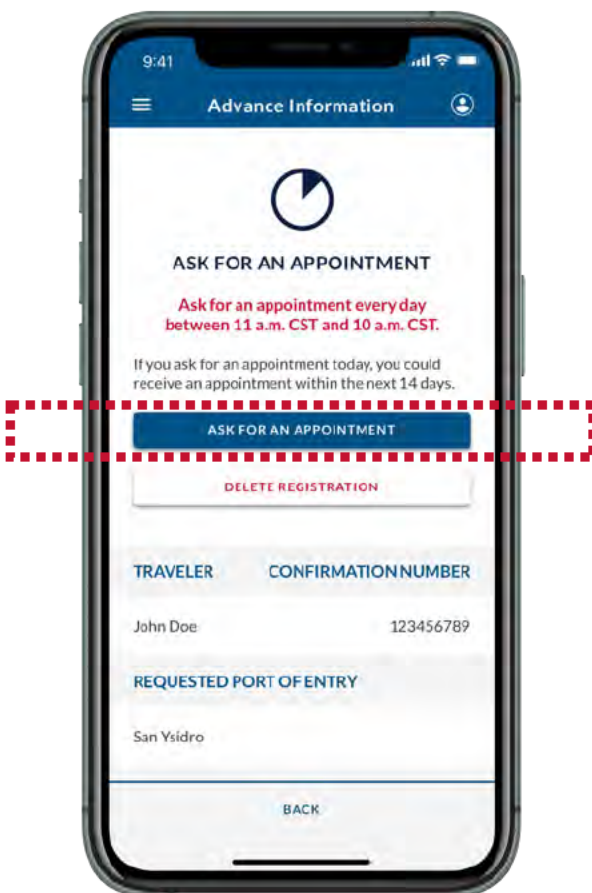 9:41
Advance Information
ASK FOR AN APPOINTMENT
Ask for an appointment every day
between 11 a.m. CST and 10 a.m. CST.
If you ask for an appointment today, you could
receive an appointment within the next 14 days.
ASK FOR AN APPOINTMENT
DELETE REGISTRATION
TRAVELER CONFIRMATION NUMBER
John Doe 123456789
REQUESTED PORT OF ENTRY
San Ysidro
BACK